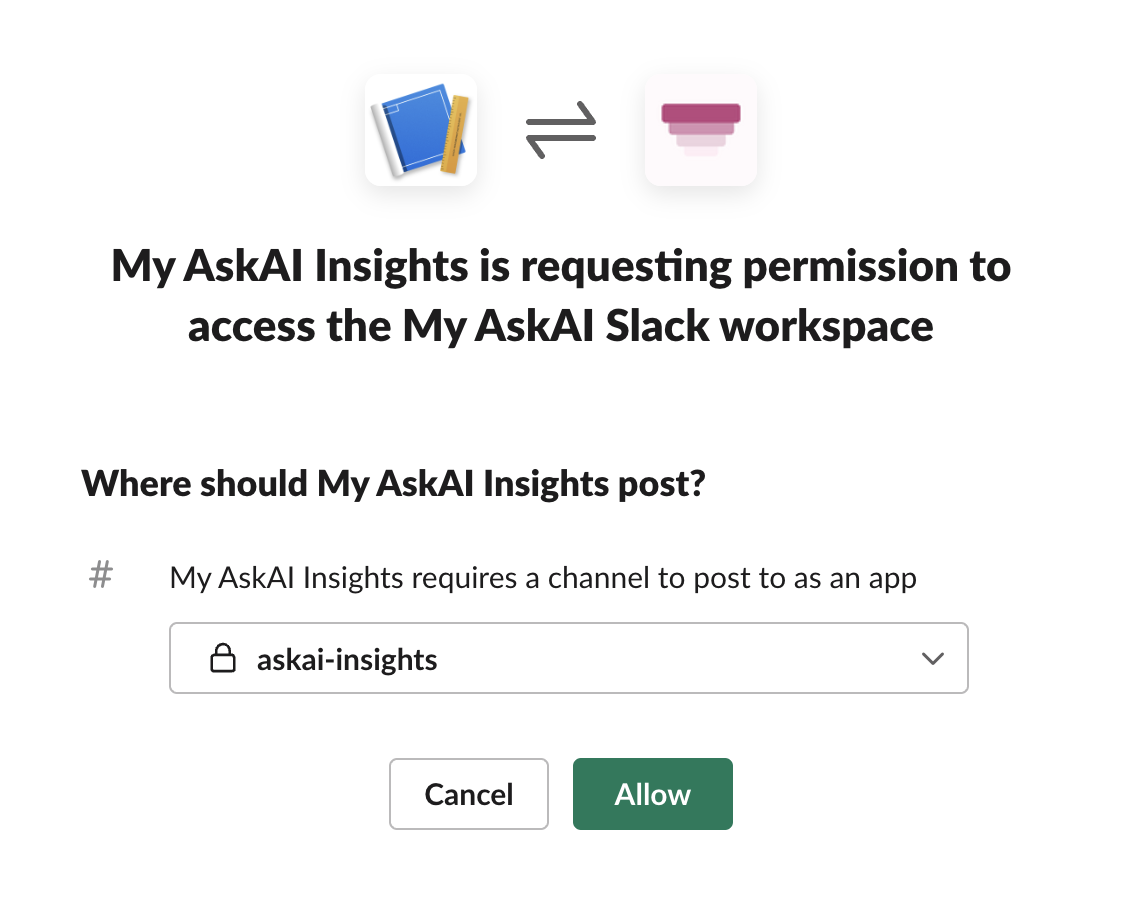 My AskAI Insights is requesting permission to
access the My AskAI Slack workspace
Where should My AskAI Insights post?
# My AskAI Insights requires a channel to post to as an app
askai-insights
Cancel
Allow